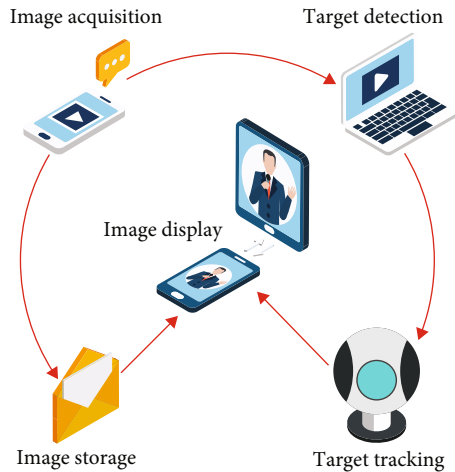 Image acquisition
Target detection
Image display
Image storage
Target tracking